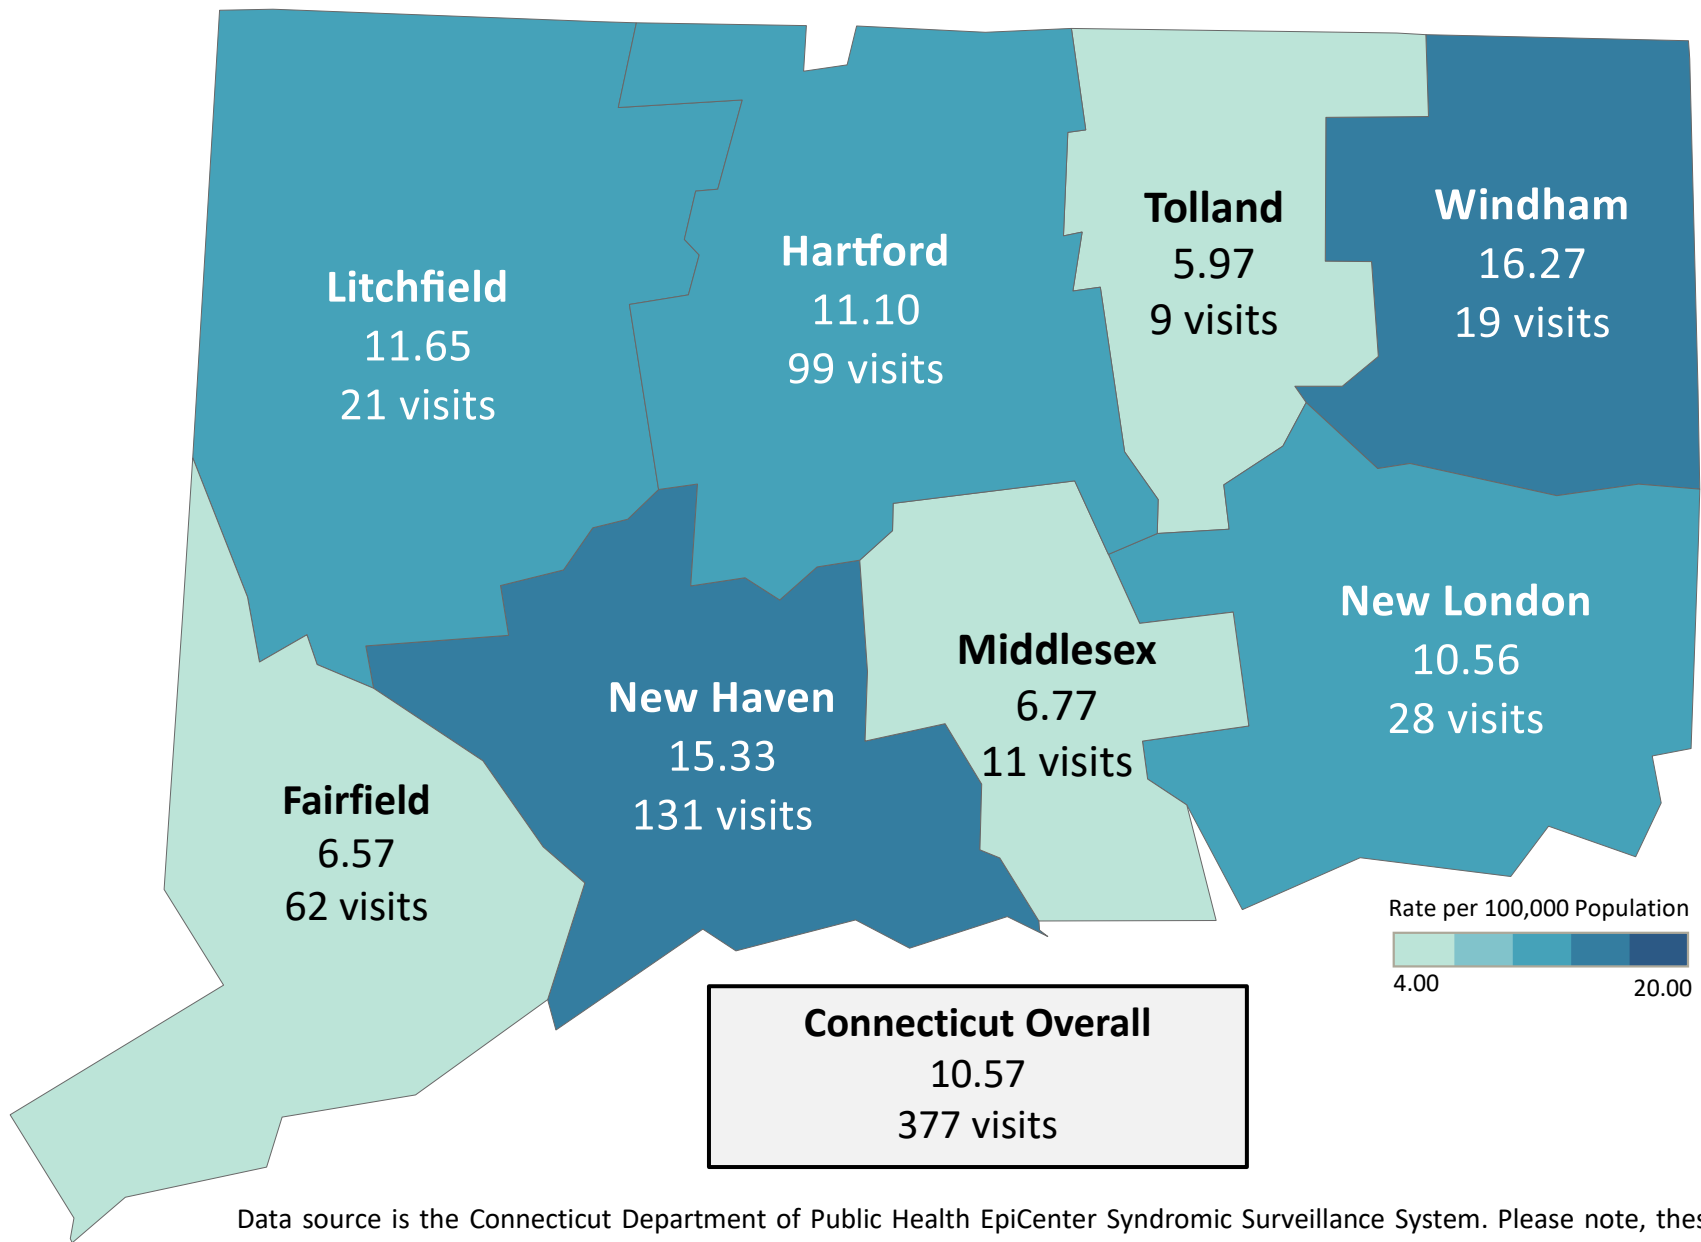 Litchfield
11.65
21 visits
Hartford
11.10
99 visits
Tolland
5.97
9 visits
Windham
16.27
19 visits
Fairfield
6.57
62 visits
New Haven
15.33
131 visits
Middlesex
6.77
11 visits
New London
10.56
28 visits
Rate per 100,000 Population
4.00
20.00
Connecticut Overall
10.57
377 visits
Data source is the Connecticut Department of Public Health EpiCenter Syndromic Surveillance System. Please note, thes